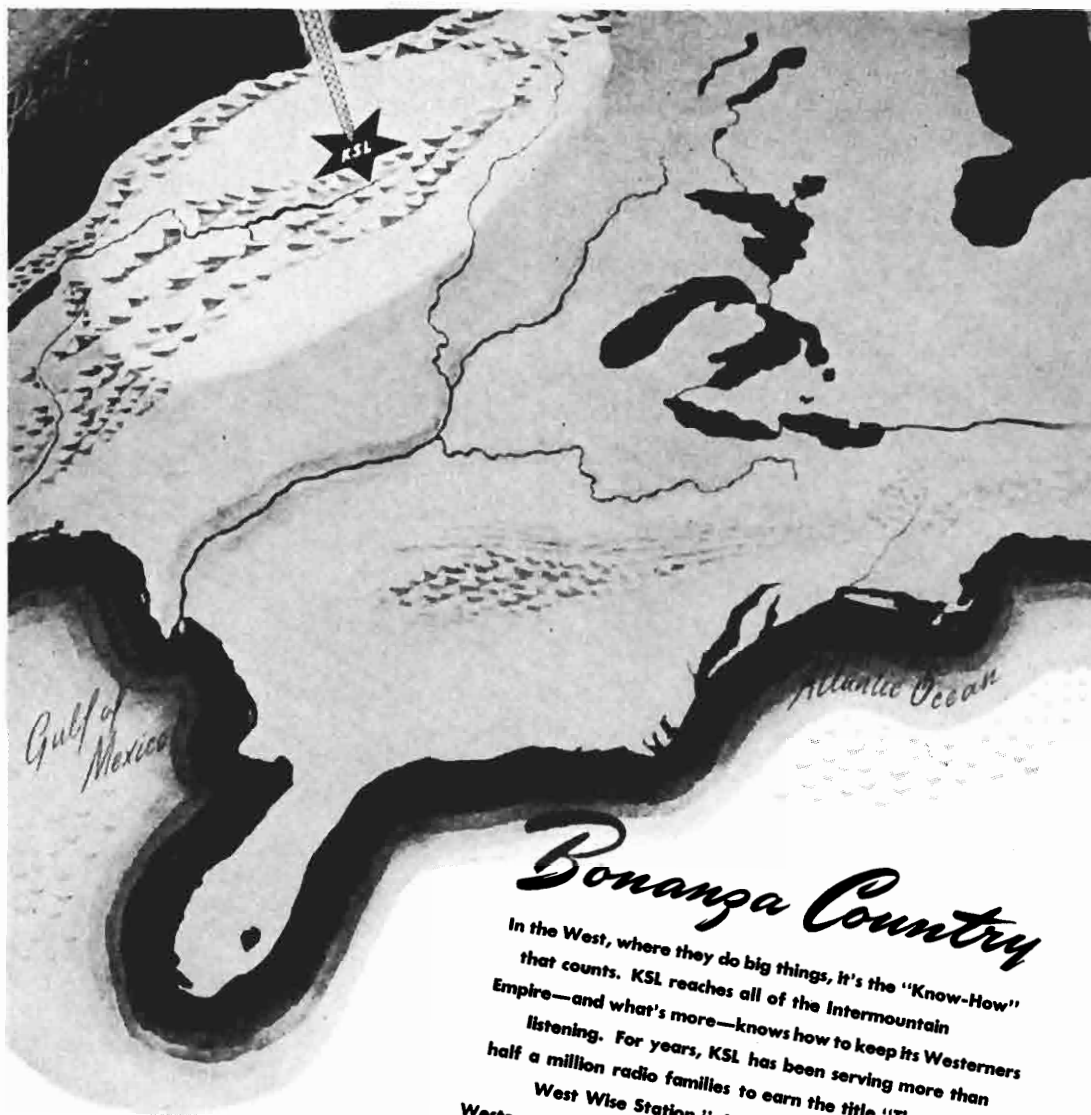 KSL
Gulf of
Mexico
Atlantic Ocean
Bonanza Country
In the West, where they do big things, it's the "Know-How"
that counts. KSL reaches all of the Intermountain
Empire—and what's more—knows how to keep its Westerners
listening. For years, KSL has been serving more than
half a million radio families to earn the title
West Wise Station."